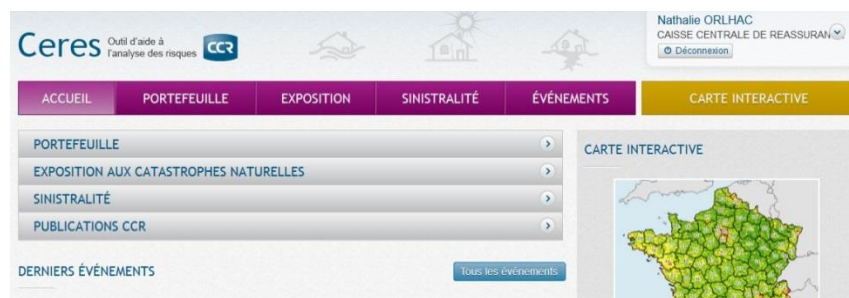 Nathalie ORLHAC
CAISSE CENTRALE DE REASSURAN
Déconnexion
Ceres
Outil d'aide à
l'analyse des risques
CCR
ACCUEIL
PORTEFEUILLE
EXPOSITION
SINISTRALITÉ
ÉVÉNEMENTS
CARTE INTERACTIVE
PORTEFEUILLE
EXPOSITION AUX CATASTROPHES NATURELLES
SINISTRALITÉ
PUBLICATIONS CCR
CARTE INTERACTIVE
DERNIERS ÉVÉNEMENTS
Tous les événements